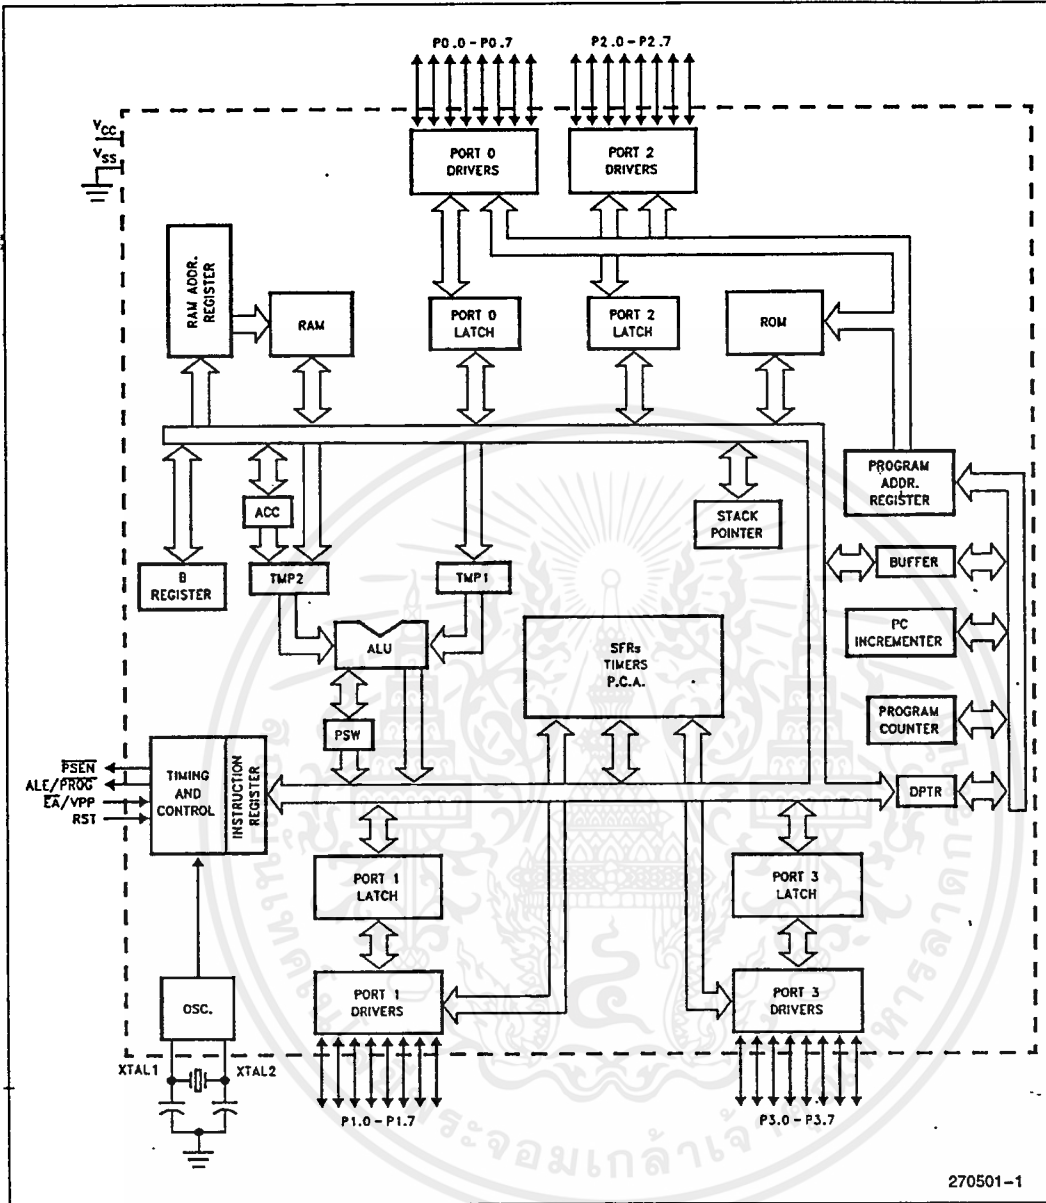 P0.0-P0.7
P2.0-P2.7
VCC
VSS
PORT 0
DRIVERS
PORT 2
DRIVERS
RAM ADDR.
REGISTER
RAM
PORT 0
LATCH
PORT 2
LATCH
ROM
PROGRAM
ADDR.
REGISTER
ACC
STACK
POINTER
B
REGISTER
TMP2
TMP1
BUFFER
ALU
SFRs
TIMERS
P.C.A.
PC
INCREMENTER
PSW
PROGRAM
COUNTER
PSEN
ALE/PROG
EA/VPP
RST
TIMING
AND
CONTROL
INSTRUCTION
REGISTER
DPTR
PORT 1
LATCH
PORT 3
LATCH
OSC.
PORT 1
DRIVERS
PORT 3
DRIVERS
XTAL1
XTAL2
P1.0-P1.7
P3.0-P3.7
270501-1